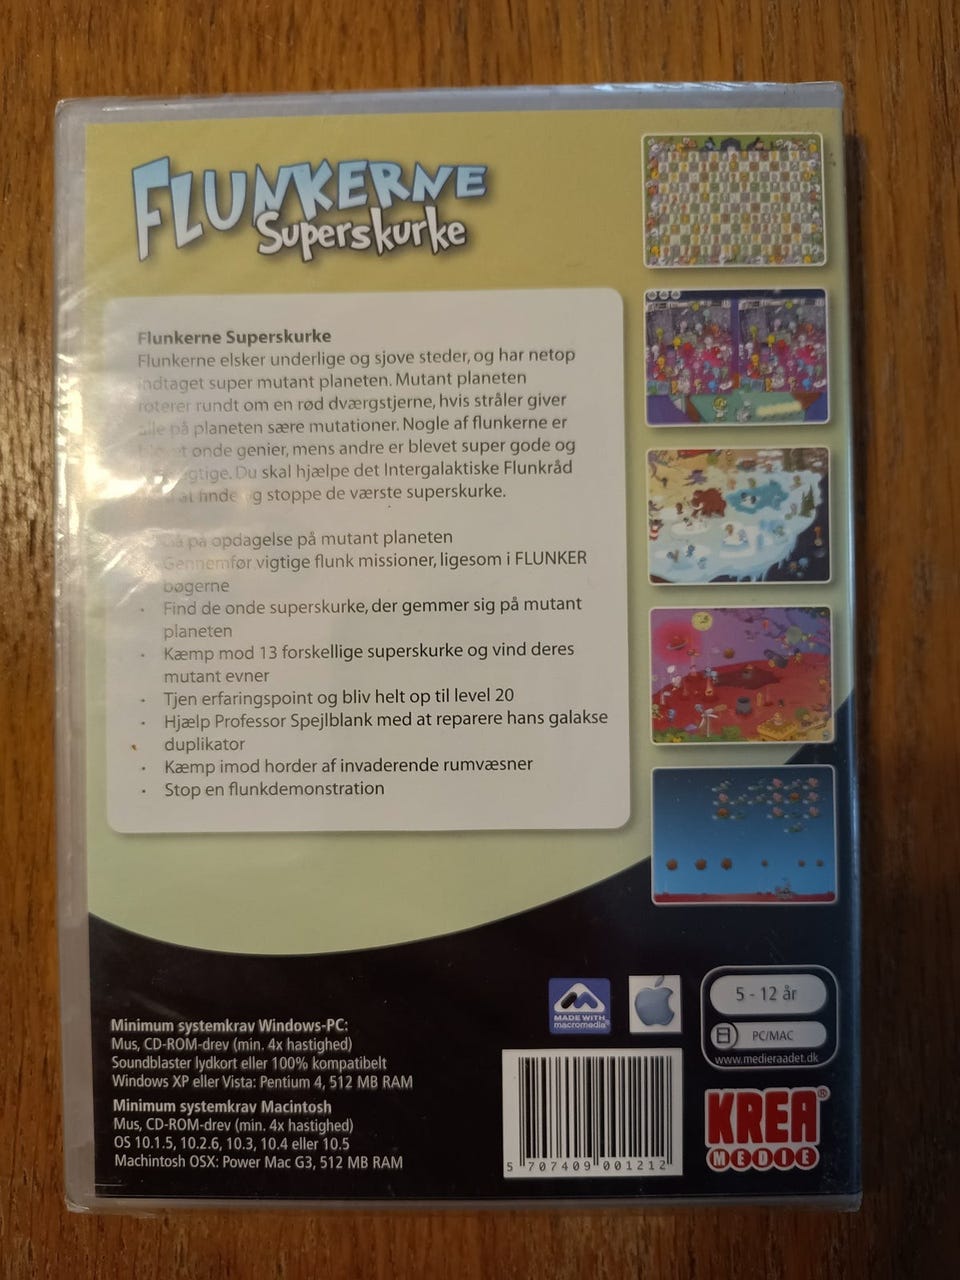 FLUNKERNE
Superskurke
Flunkerne Superskurke
Flunkerne elsker underlige og sjove steder, og har netop
indtaget super mutant planeten. Mutant planeten
roterer rundt om en rød dværgstjerne, hvis stråler giver
alle på planeten sære mutationer. Nogle af flunkerne er
blevet onde genier, mens andre er blevet super gode og
Du skal hjælpe det Intergalaktiske Flunkråd
at finde og stoppe de værste superskurke.
Gå på opdagelse på mutant planeten
Gennemfør vigtige flunk missioner, ligesom i FLUNKER
bøgerne
· Find de onde superskurke, der gemmer sig på mutant
planeten
· Kæmp mod 13 forskellige superskurke og vind deres
mutant evner
· Tjen erfaringspoint og bliv helt op til level 20
· Hjælp Professor Spejlblank med at reparere hans galakse
duplikator
· Kæmp imod horder af invaderende rumvæsner
· Stop en flunkdemonstration
MADE WITH
macromedia
5 - 12 år
PC/MAC
www.medieraadet.dk
Minimum systemkrav Windows-PC:
Mus, CD-ROM-drev (min. 4x hastighed)
Soundblaster lydkort eller 100% kompatibelt
Windows XP eller Vista: Pentium 4, 512 MB RAM
Minimum systemkrav Macintosh
Mus, CD-ROM-drev (min. 4x hastighed)
OS 10.1.5, 10.2.6, 10.3, 10.4 eller 10.5
Machintosh OSX: Power Mac G3, 512 MB RAM
5 707409 001212
KREA®
MEDIE